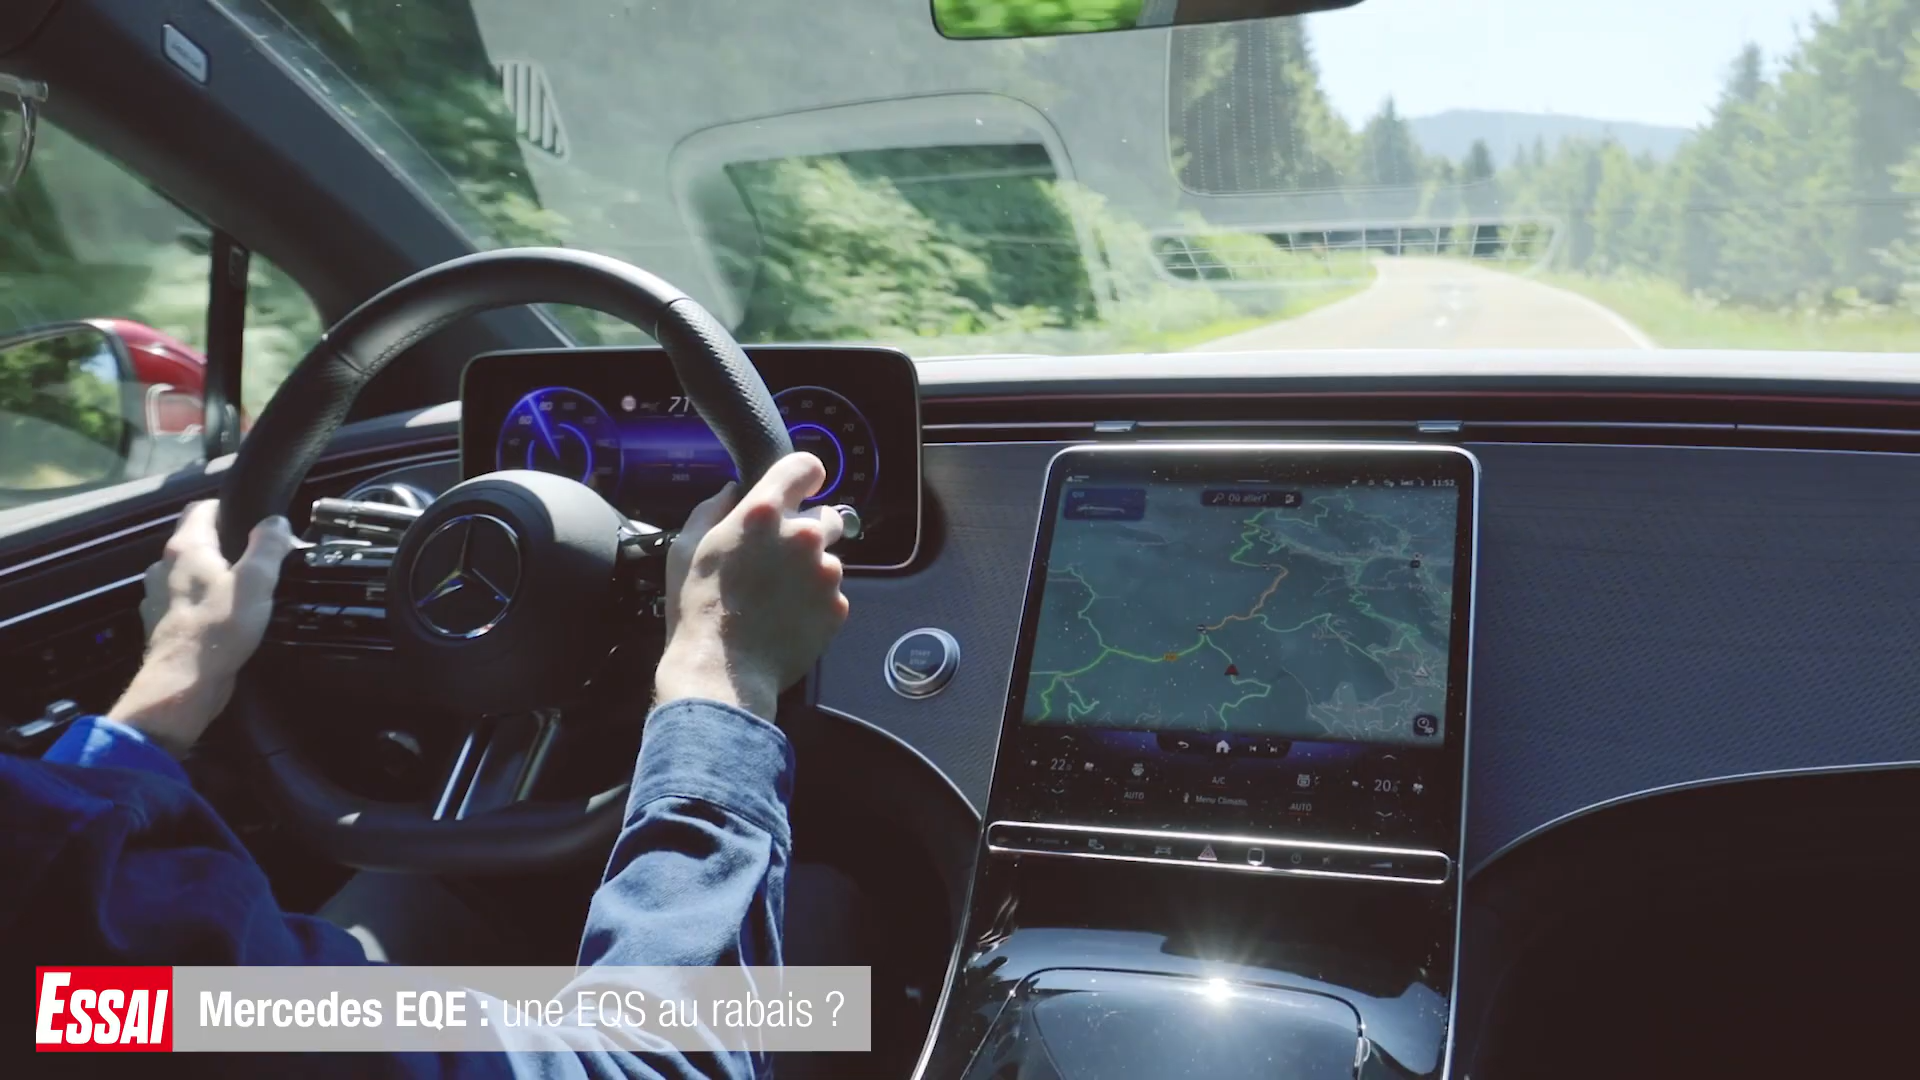 71
Où aller?
11:52
START
STOP
22
A/C
20
AUTO
Menu Climatis.
AUTO
ESSAI
Mercedes EQE : une EQS au rabais ?